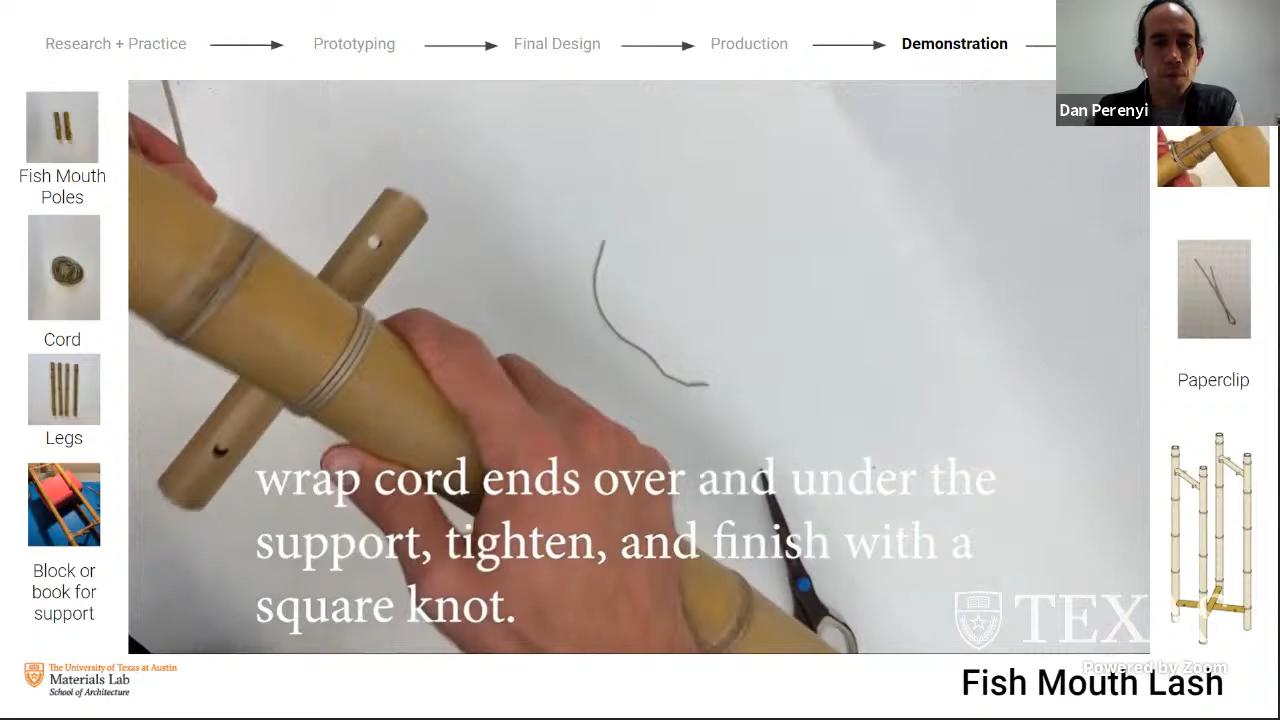 Research + Practice
Prototyping
Final Design
Production
Demonstration
Dan Perenyi
Fish Mouth
Poles
Cord
Legs
Block or
book for
support
wrap cord ends over and under the
support, tighten, and finish with a
square knot.
Paperclip
TEXAS
Powered by Zoom
The University of Texas at Austin
Materials Lab
School of Architecture
Fish Mouth Lash